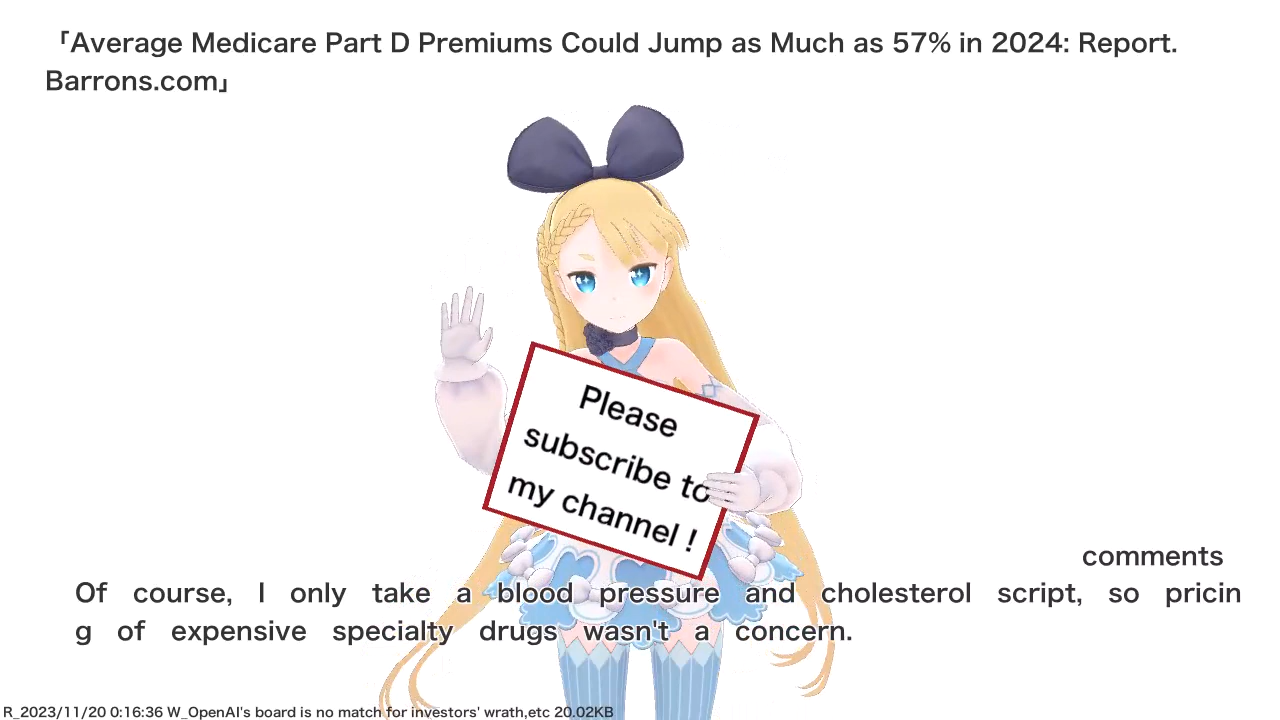 「Average Medicare Part D Premiums Could Jump as Much as 57% in 2024: Report.
Barrons.com」
Please
subscribe to
my channel !
comments
Of course, I only take a blood pressure and cholesterol script, so pricin
g of expensive specialty drugs wasn't a concern.
R_2023/11/20 0:16:36 W_OpenAI's board is no match for investors' wrath,etc 20.02KB